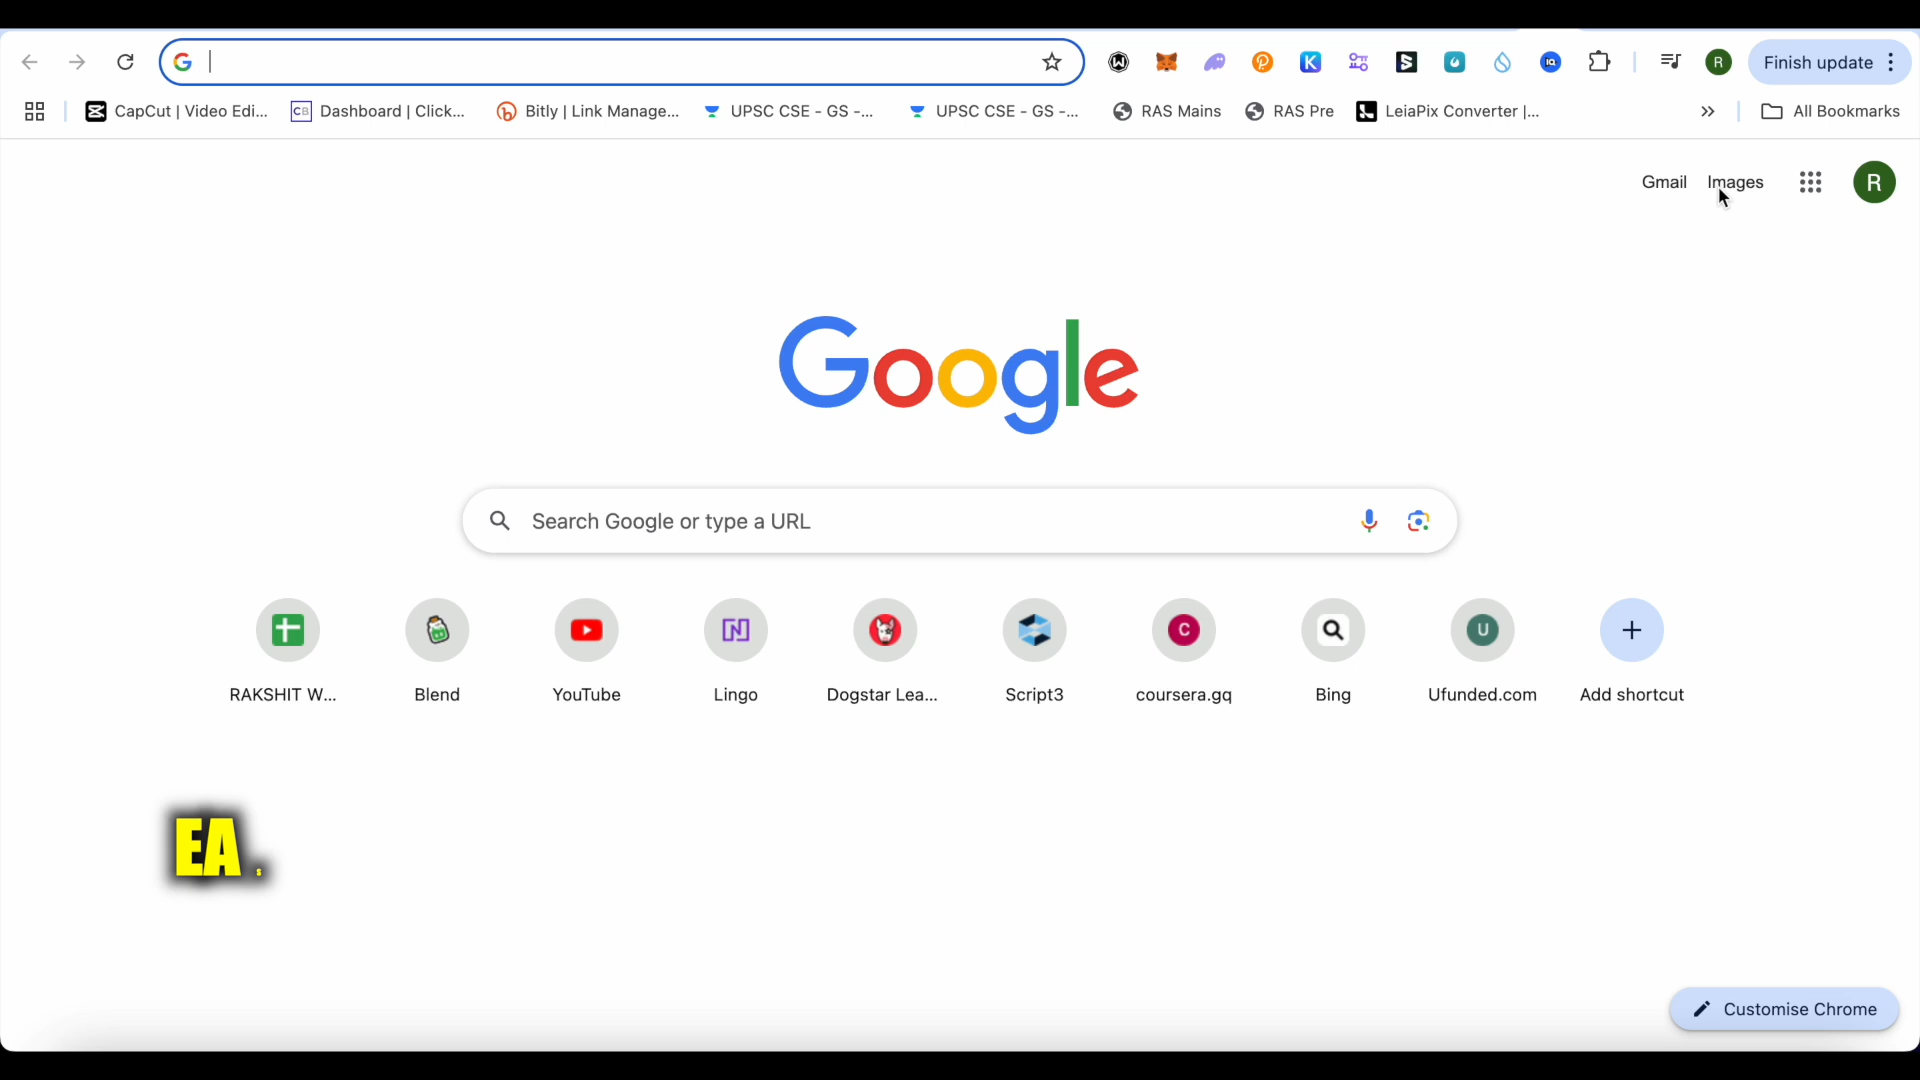 Finish update
CapCut | Video Edi...
Dashboard | Click...
Bitly | Link Manage...
UPSC CSE - GS -...
UPSC CSE - GS -...
RAS Mains
RAS Pre
LeiaPix Converter |...
All Bookmarks
Gmail
Images
R
Google
Search Google or type a URL
RAKSHIT W...
Blend
YouTube
Lingo
Dogstar Lea...
Script3
coursera.gq
Bing
Ufunded.com
Add shortcut
EA
Customise Chrome